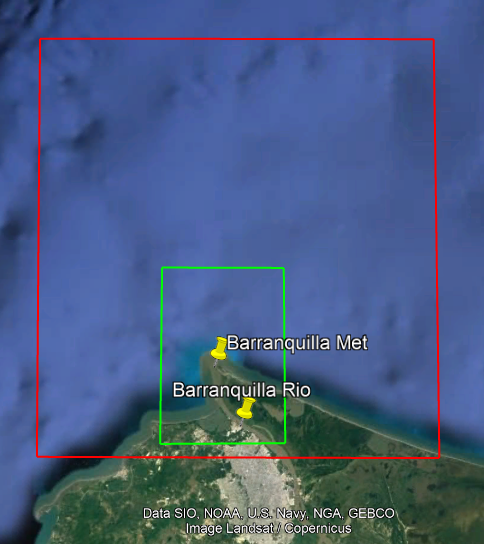 Barranquilla Met
Barranquilla Rio
Data SIO, NOAA, U.S. Navy, NGA, GEBCO
Image Landsat / Copernicus